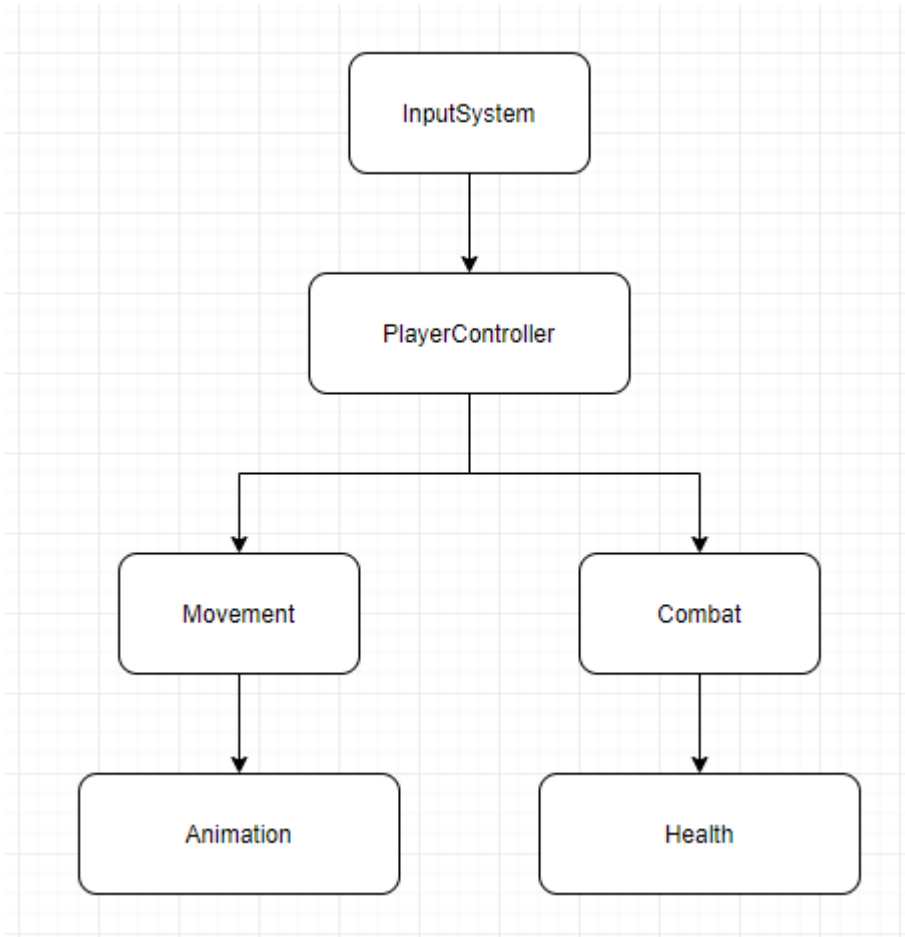 InputSystem
PlayerController
Movement
Combat
Animation
Health